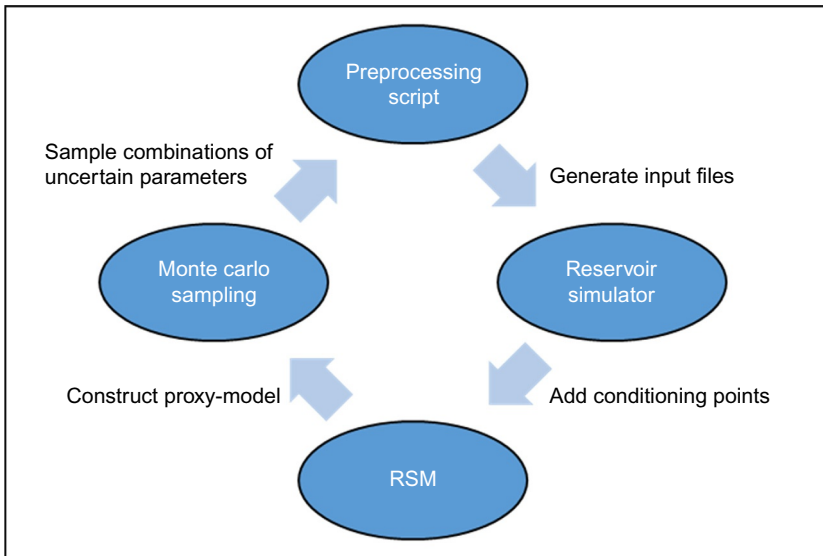 Preprocessing
script
Sample combinations of
uncertain parameters
Generate input files
Monte carlo
sampling
Reservoir
simulator
Construct proxy-model
Add conditioning points
RSM